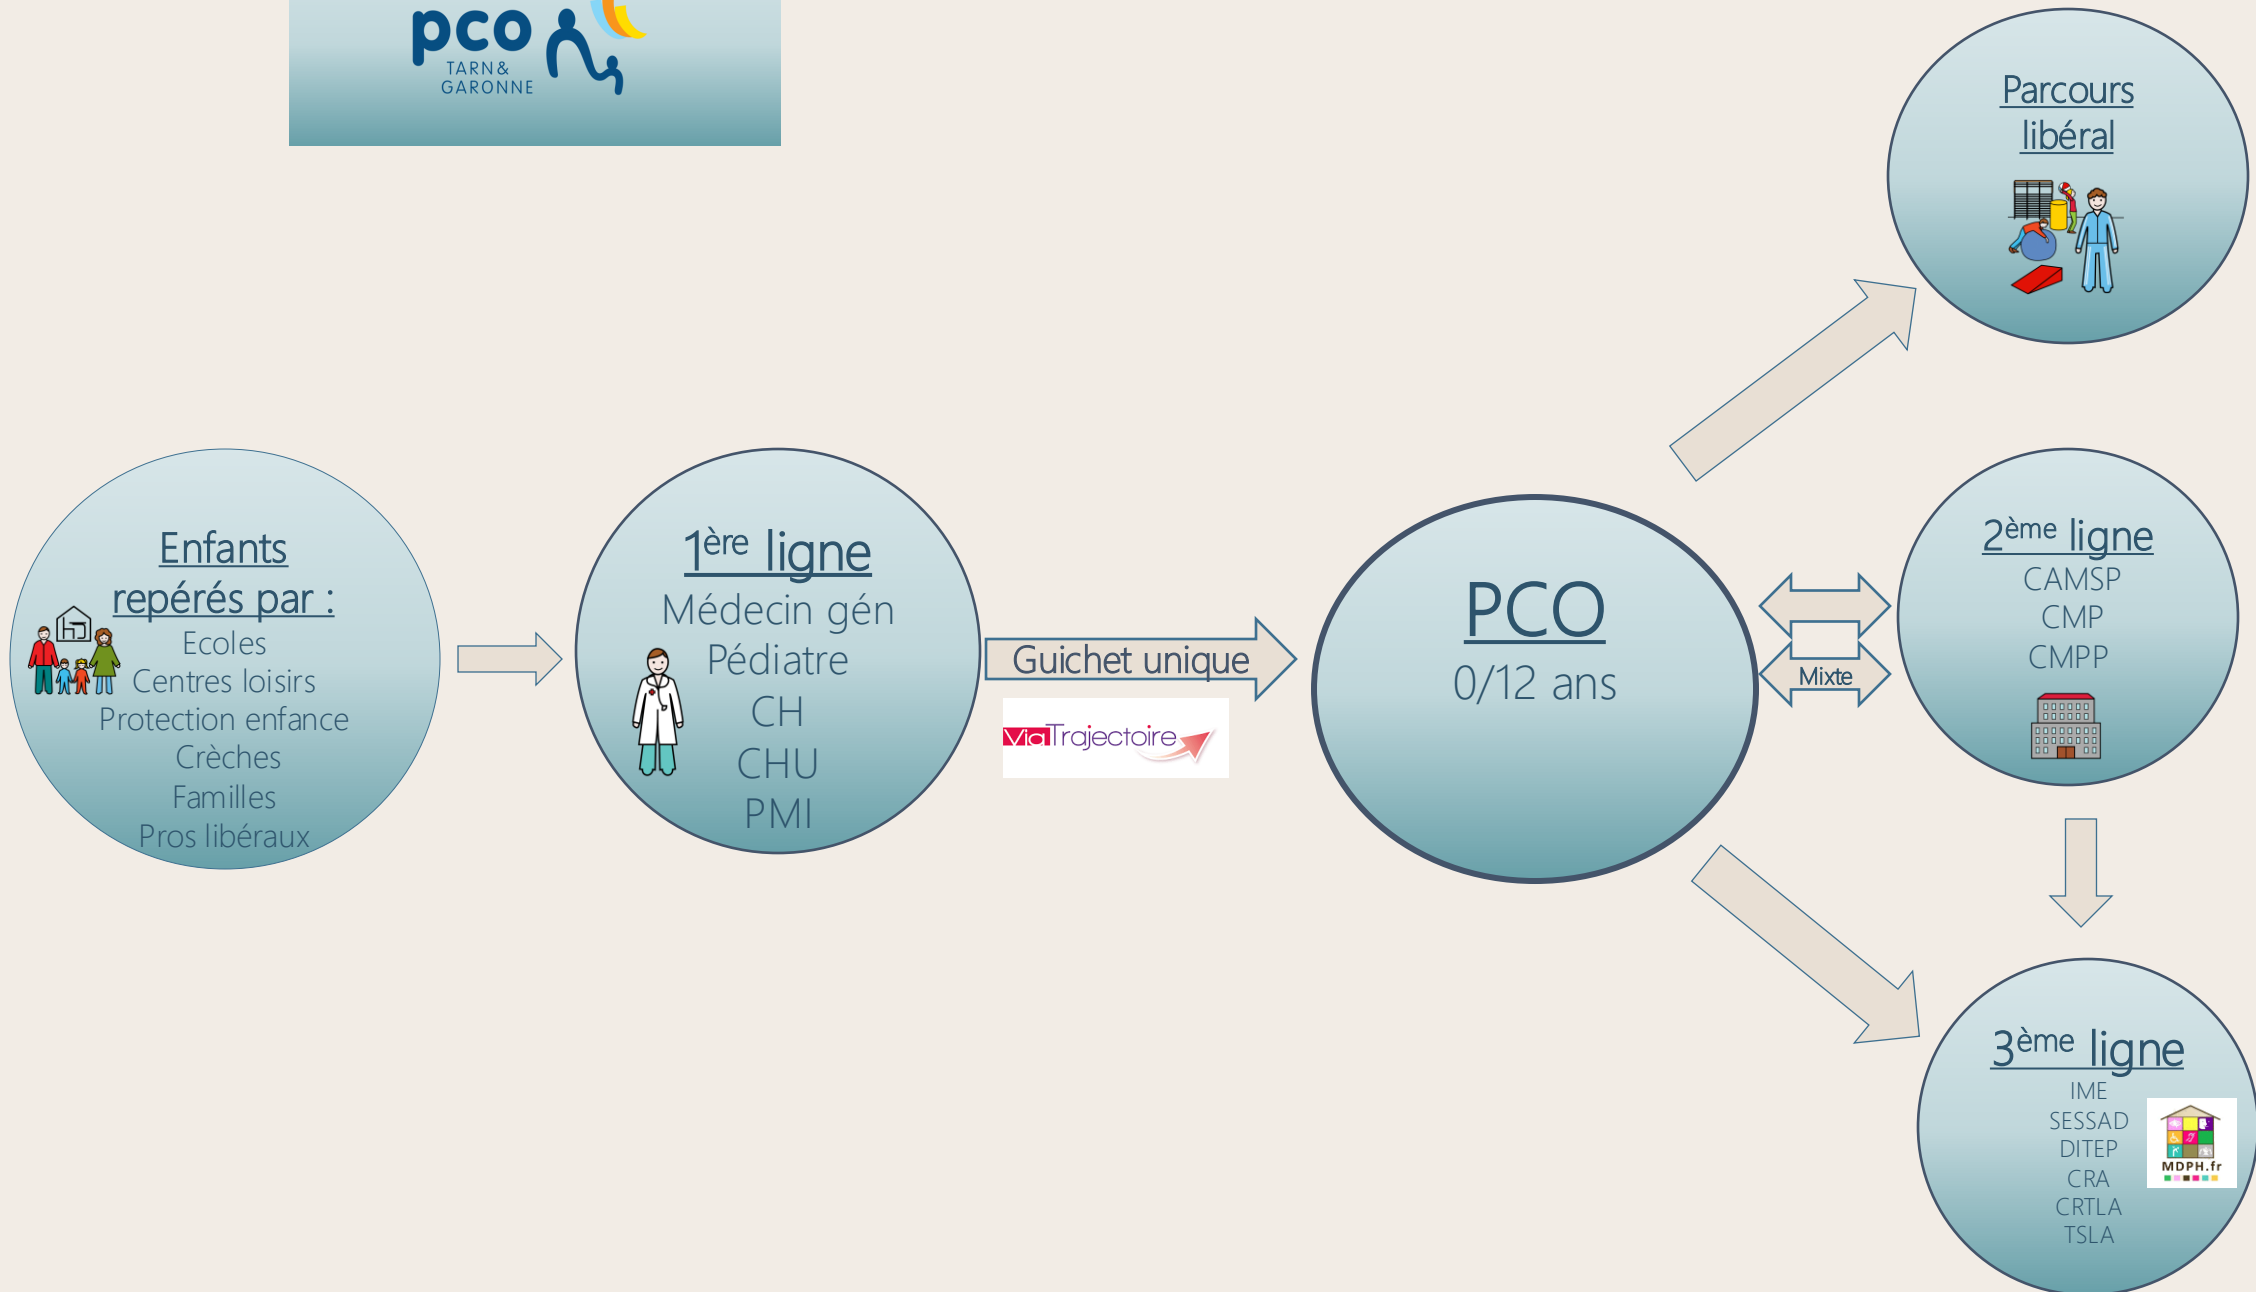 pco
TARN &
GARONNE
Enfants
repérés par :
Ecoles
Centres loisirs
Protection enfance
Crèches
Familles
Pros libéraux
1ère ligne
Médecin gén
Pédiatre
CH
CHU
PMI
Guichet unique
ViaTrajectoire
PCO
0/12 ans
Parcours
libéral
2ème ligne
CAMSP
CMP
CMPP
Mixte
3ème ligne
IME
SESSAD
DITEP
CRA
CRTLA
TSLA
MDPH.fr